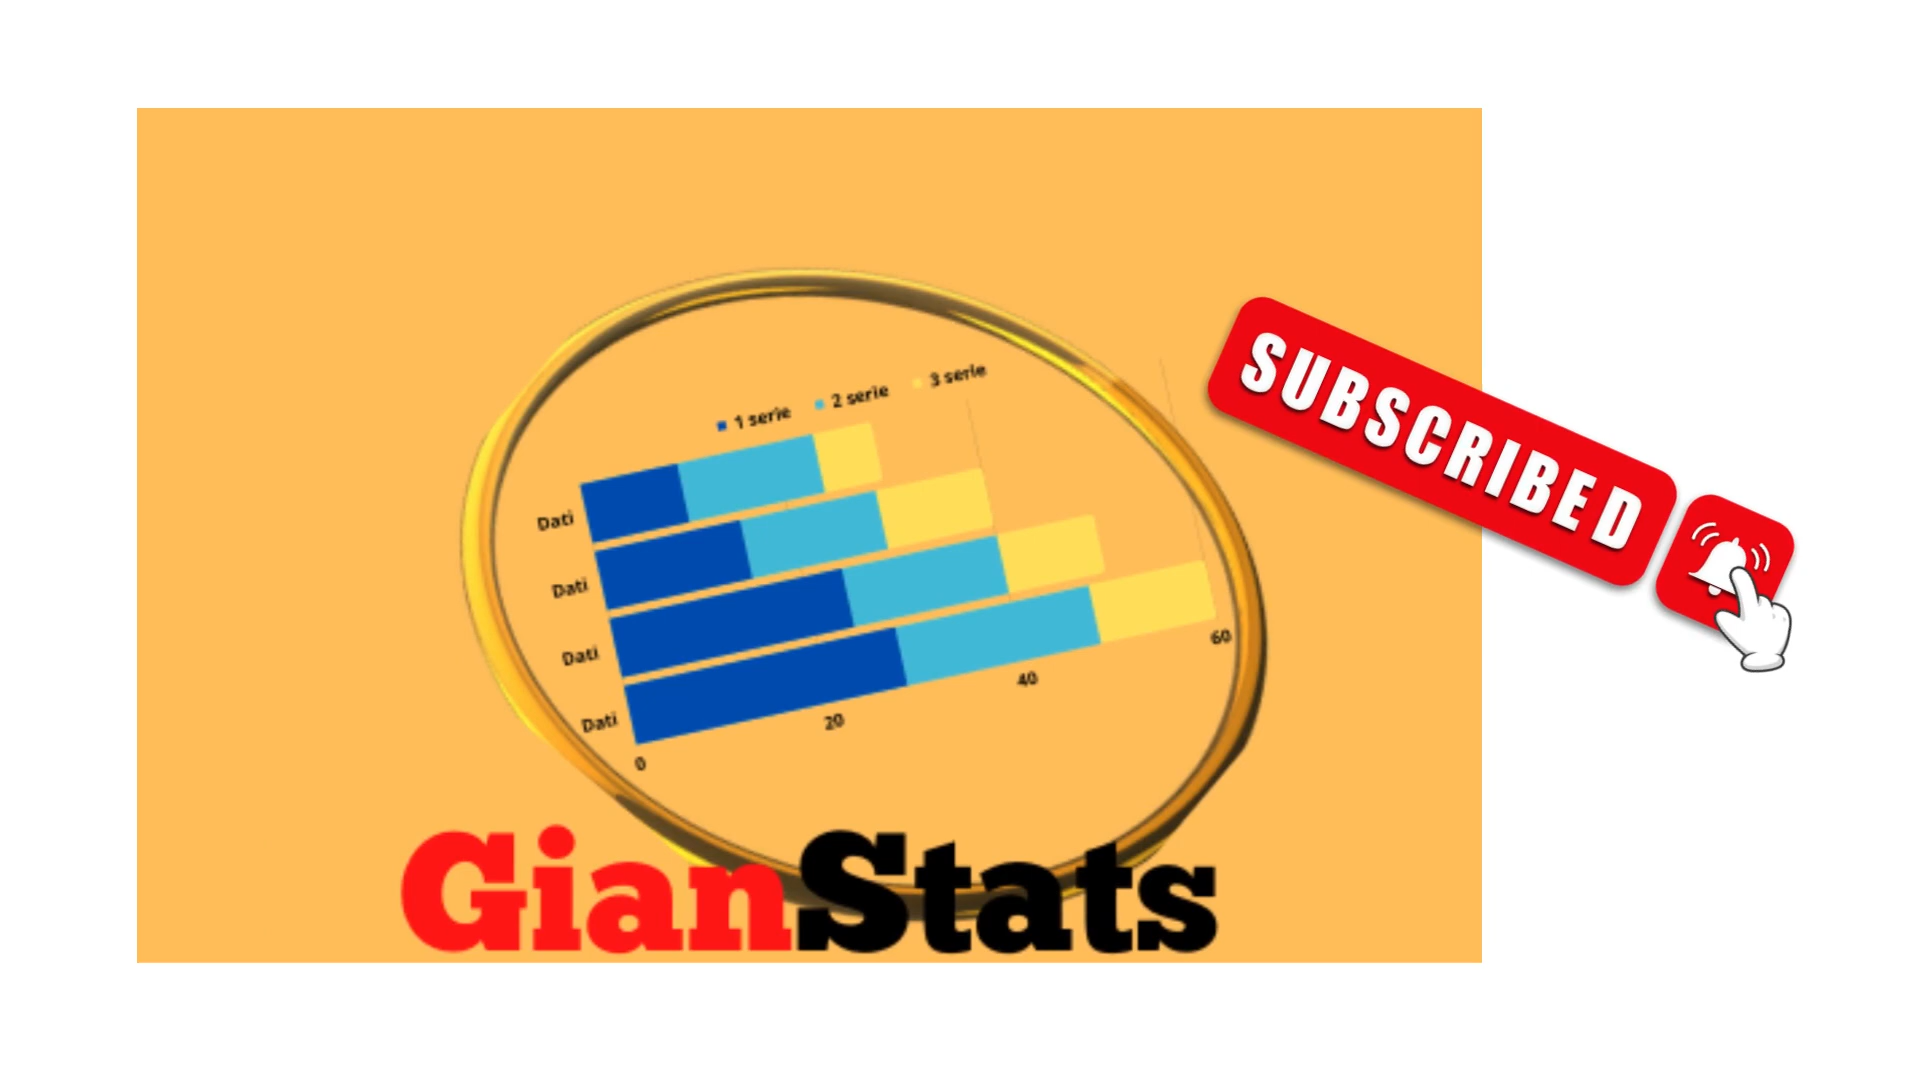 1 serie 2 serie 3 serie
SUBSCRIBED
Dati
Dati
Dati
Dati
0 20 40 60
GianStats